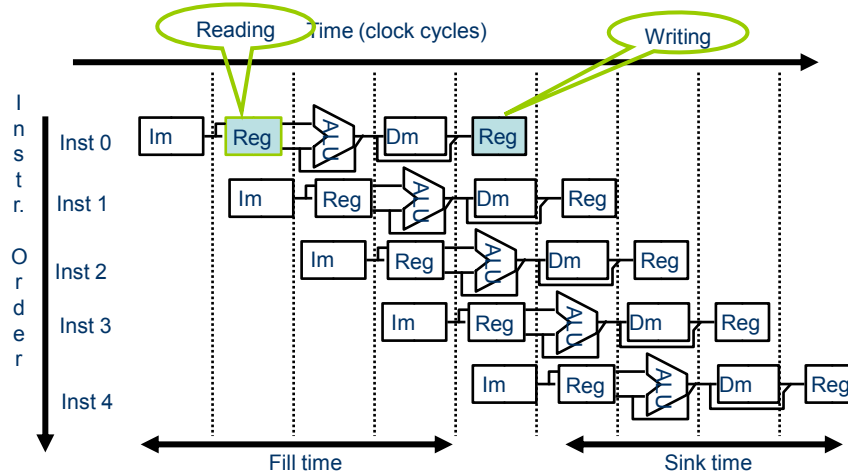 Reading
Time (clock cycles)
Writing
Instr. Order
Inst 0
Im
Reg
ALU
Dm
Reg
Inst 1
Im
Reg
ALU
Dm
Reg
Inst 2
Im
Reg
ALU
Dm
Reg
Inst 3
Im
Reg
ALU
Dm
Reg
Inst 4
Im
Reg
ALU
Dm
Reg
Fill time
Sink time